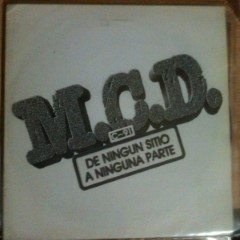 M.C.D.
DE NINGUN SITIO
A NINGUNA PARTE